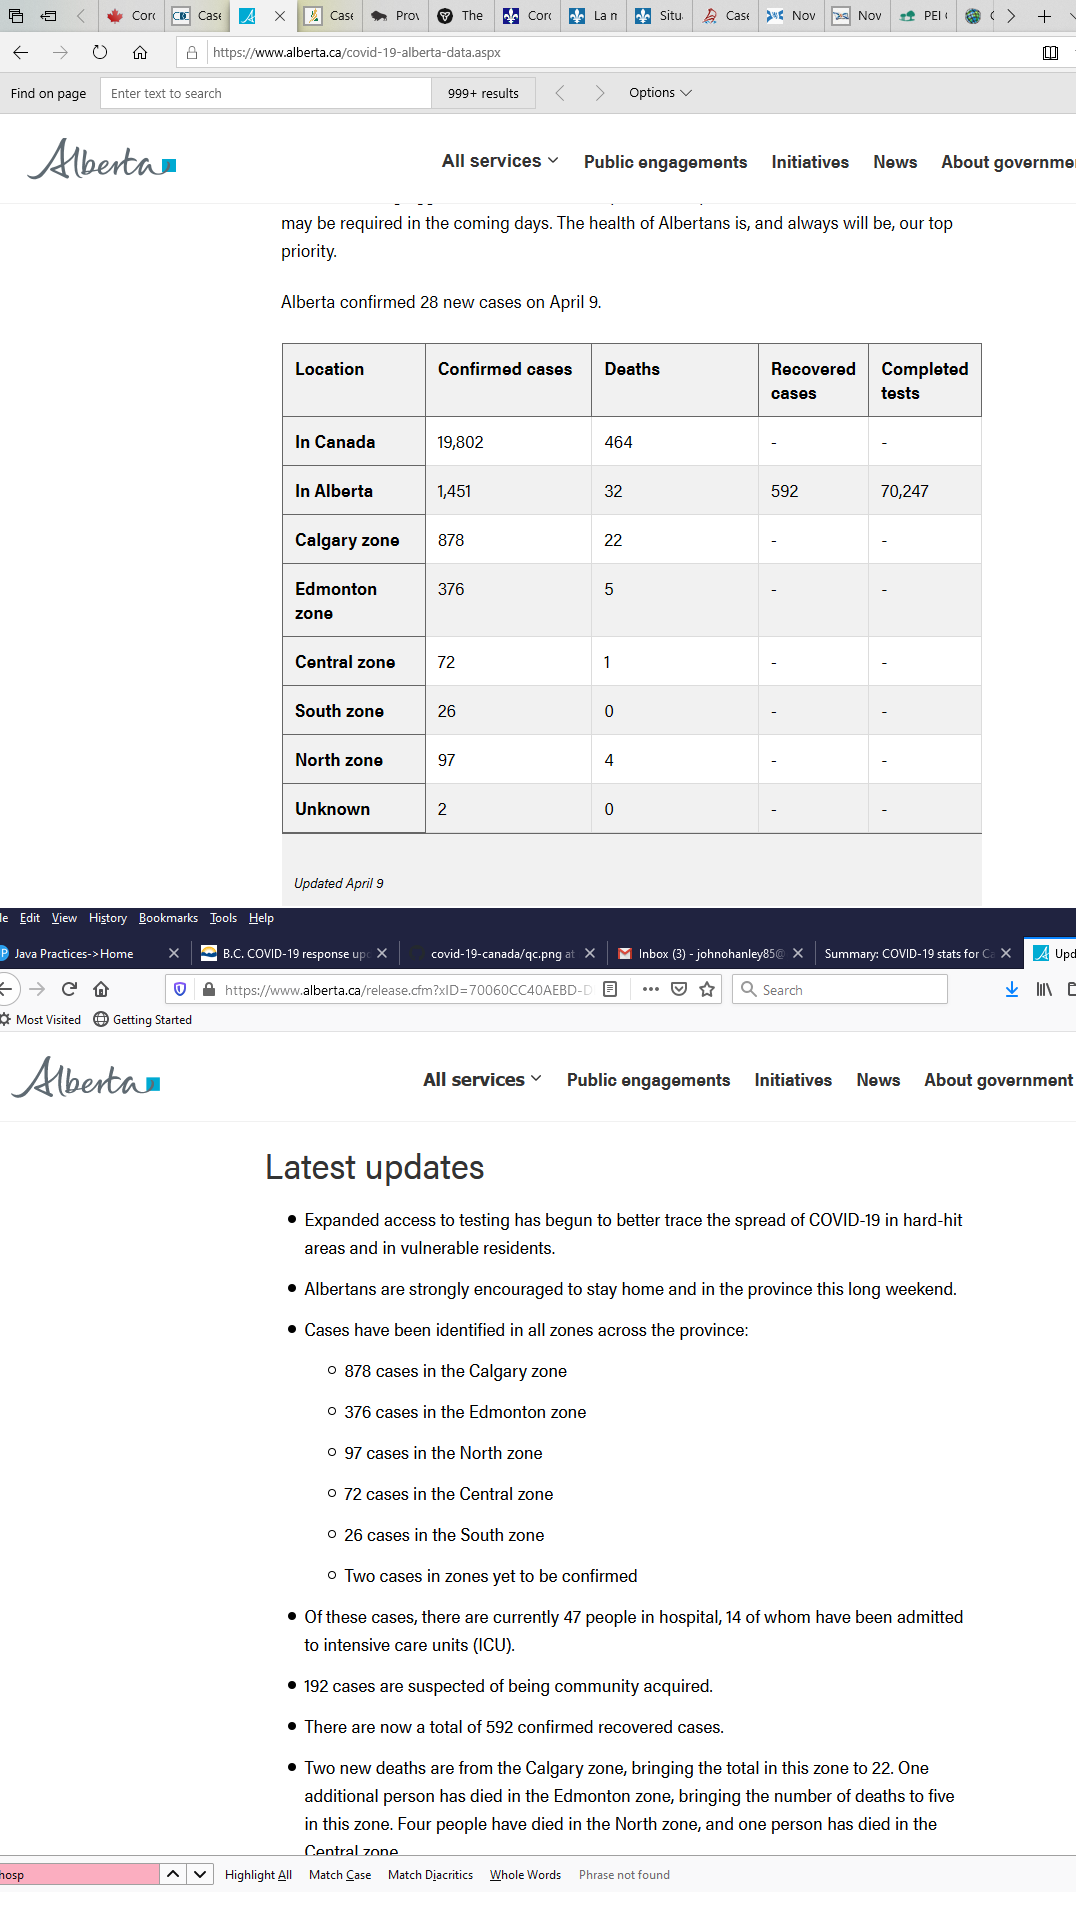 Corc
Case
Case
Prov
The
Corc
La m
Situ
Case
Nov
Nov
PEI
https://www.alberta.ca/covid-19-alberta-data.aspx
Find on page Enter text to search 999+ results Options
Alberta All services Public engagements Initiatives News About governme
may be required in the coming days. The health of Albertans is, and always will be, our top
priority.
Alberta confirmed 28 new cases on April 9.
Location Confirmed cases Deaths Recovered cases Completed tests
In Canada 19,802 464 - -
In Alberta 1,451 32 592 70,247
Calgary zone 878 22 - -
Edmonton zone 376 5 - -
Central zone 72 1 - -
South zone 26 0 - -
North zone 97 4 - -
Unknown 2 0 - -
Updated April 9
le Edit View History Bookmarks Tools Help
Java Practices->Home B.C. COVID-19 response upd covid-19-canada/qc.png at Inbox (3) - johnohanley85@ Summary: COVID-19 stats for Ca Upd
https://www.alberta.ca/release.cfm?xID=70060CC40AEBD-D Search
Most Visited Getting Started
Alberta All services Public engagements Initiatives News About government
Latest updates
• Expanded access to testing has begun to better trace the spread of COVID-19 in hard-hit
areas and in vulnerable residents.
• Albertans are strongly encouraged to stay home and in the province this long weekend.
• Cases have been identified in all zones across the province:
○ 878 cases in the Calgary zone
○ 376 cases in the Edmonton zone
○ 97 cases in the North zone
○ 72 cases in the Central zone
○ 26 cases in the South zone
○ Two cases in zones yet to be confirmed
• Of these cases, there are currently 47 people in hospital, 14 of whom have been admitted
to intensive care units (ICU).
• 192 cases are suspected of being community acquired.
• There are now a total of 592 confirmed recovered cases.
• Two new deaths are from the Calgary zone, bringing the total in this zone to 22. One
additional person has died in the Edmonton zone, bringing the number of deaths to five
in this zone. Four people have died in the North zone, and one person has died in the
Central zone.
hosp Highlight All Match Case Match Diacritics Whole Words Phrase not found